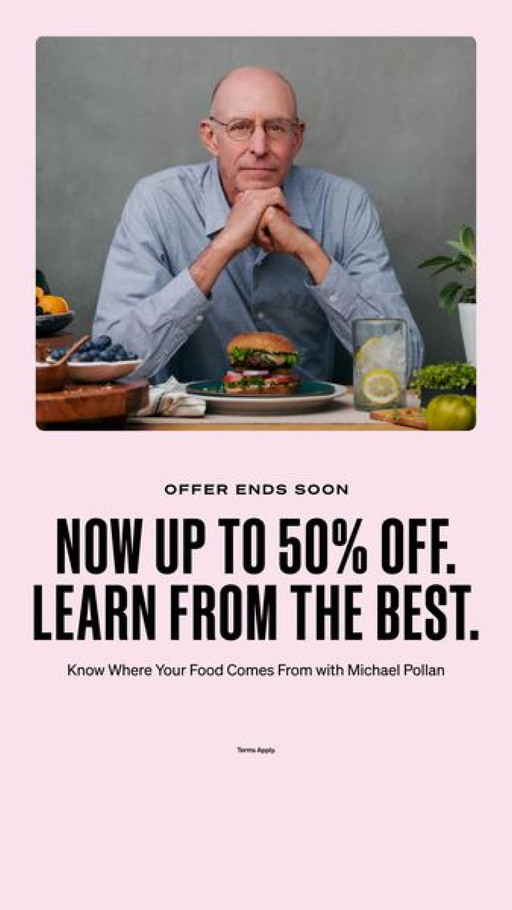 OFFER ENDS SOON
NOW UP TO 50% OFF.
LEARN FROM THE BEST.
Know Where Your Food Comes From with Michael Pollan
Terms Apply.